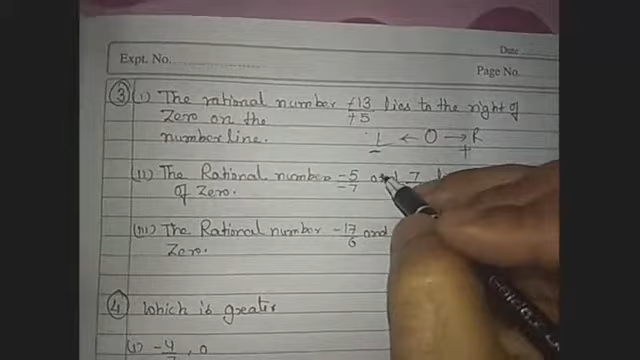 Date
Expt. No.
Page No.
③ (i) The rational number +13/+5 lies to the right of
Zero on the
number line. L ← 0 → R
− +
(ii) The Rational number −5/−7 7
of Zero.
(iii) The Rational number −17/6 and
Zero.
④ Which is greater
(i) −4 , 0